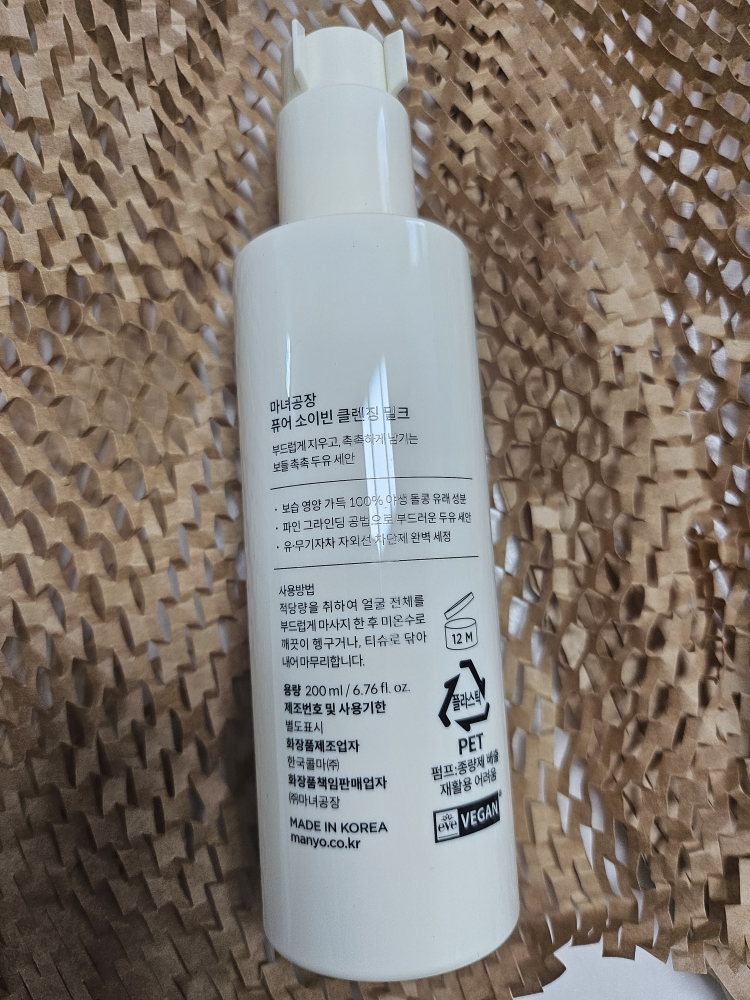 마녀공장
퓨어 소이빈 클렌징 밀크
부드럽게 지우고, 촉촉하게 남기는
보들 촉촉 두유 세안
· 보습 영양 가득 100% 야생 돌콩 유래 성분
· 파인 그라인딩 공법으로 부드러운 두유 세안
· 유·무기자차 자외선 차단제 완벽 세정
사용방법
적당량을 취하여 얼굴 전체를
부드럽게 마사지 한 후 미온수로
깨끗이 헹구거나, 티슈로 닦아
내어 마무리합니다.
12 M
용량 200 ml / 6.76 fl. oz.
제조번호 및 사용기한
별도표시
화장품제조업자
한국콜마㈜
화장품책임판매업자
㈜마녀공장
MADE IN KOREA
manyo.co.kr
플라스틱
PET
펌프:종량제 배출
재활용 어려움
eve VEGAN